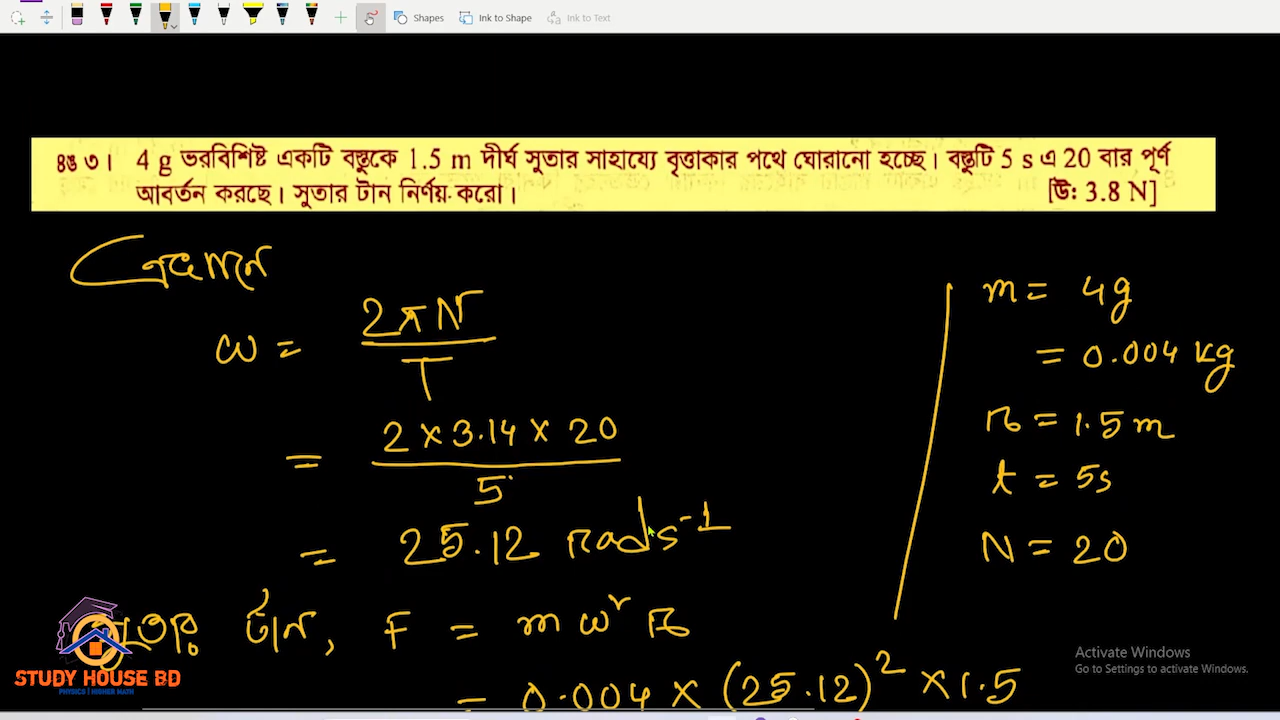 Shapes Ink to Shape Ink to Text
৪ঙ ৩। 4 g ভরবিশিষ্ট একটি বস্তুকে 1.5 m দীর্ঘ সুতার সাহায্যে বৃত্তাকার পথে ঘোরানো হচ্ছে। বস্তুটি 5 s এ 20 বার পূর্ণ
আবর্তন করছে। সুতার টান নির্ণয় করো। [উঃ 3.8 N]
এখানে
ω = 2πN / T
= 2 × 3.14 × 20 / 5
= 25.12 rads⁻¹
টান, F = mω²r
= 0.004 × (25.12)² × 1.5
m = 4g
= 0.004 kg
r = 1.5 m
t = 5s
N = 20
STUDY HOUSE BD
PHYSICS | HIGHER MATH
Activate Windows
Go to Settings to activate Windows.